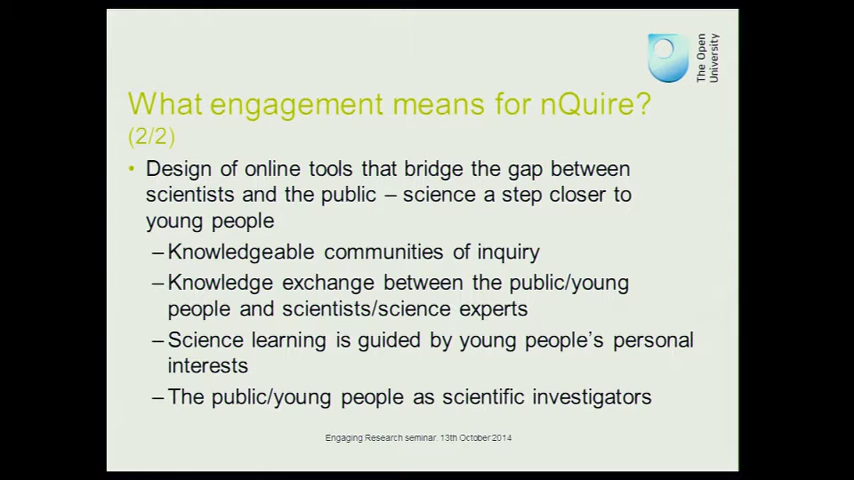 The Open
University
What engagement means for nQuire?
(2/2)
• Design of online tools that bridge the gap between
scientists and the public – science a step closer to
young people
– Knowledgeable communities of inquiry
– Knowledge exchange between the public/young
people and scientists/science experts
– Science learning is guided by young people's personal
interests
– The public/young people as scientific investigators
Engaging Research seminar: 13th October 2014